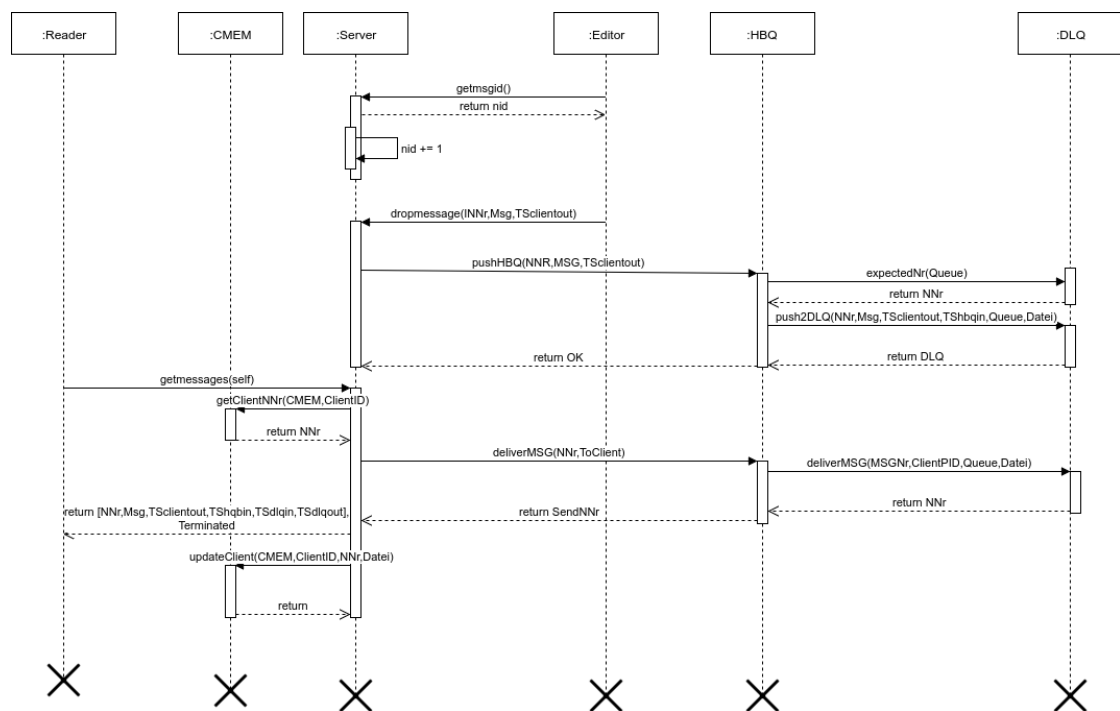 :Reader
:CMEM
:Server
:Editor
:HBQ
:DLQ
getmsgid()
return nid
nid += 1
dropmessage(INNr,Msg,TSclientout)
pushHBQ(NNR,MSG,TSclientout)
expectedNr(Queue)
return NNr
push2DLQ(NNr,Msg,TSclientout,TShbqin,Queue,Datei)
return OK
return DLQ
getmessages(self)
getClientNNr(CMEM,ClientID)
return NNr
deliverMSG(NNr,ToClient)
deliverMSG(MSGNr,ClientPID,Queue,Datei)
return NNr
return [NNr,Msg,TSclientout,TShqbin,TSdlqin,TSdlqout],
Terminated
return SendNNr
updateClient(CMEM,ClientID,NNr,Datei)
return